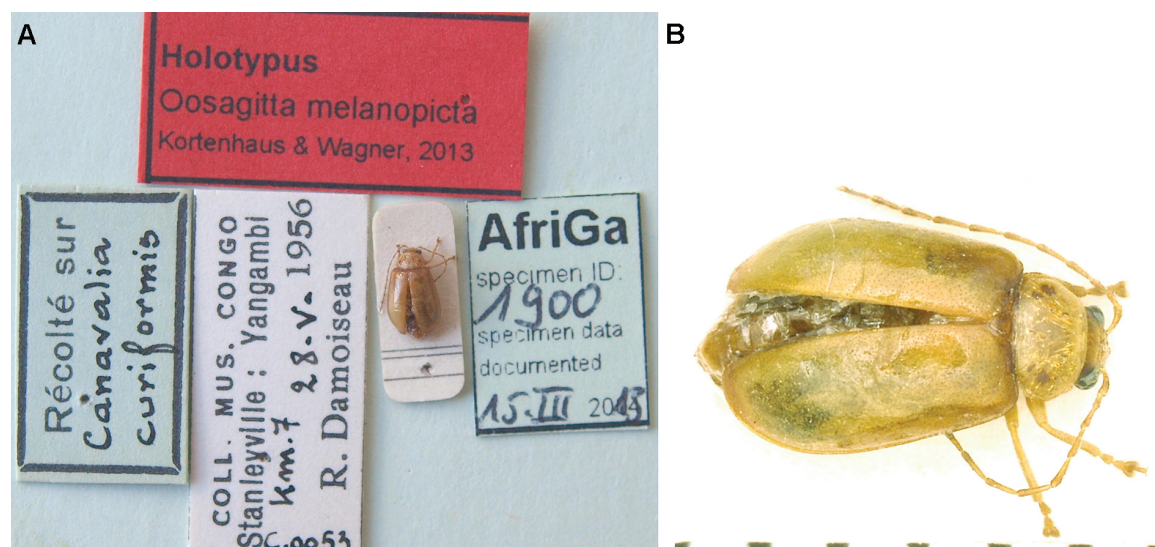 A
B
Holotypus
Oosagitta melanopicta
Kortenhaus & Wagner, 2013
Récolté sur
Canavalia
curiformis
COLL. MUS. CONGO
Stanleyville : Yangambi
km.7 28-V-1956
R. Damoiseau
AfriGa
specimen ID:
1900
specimen data
documented
15.III 2013